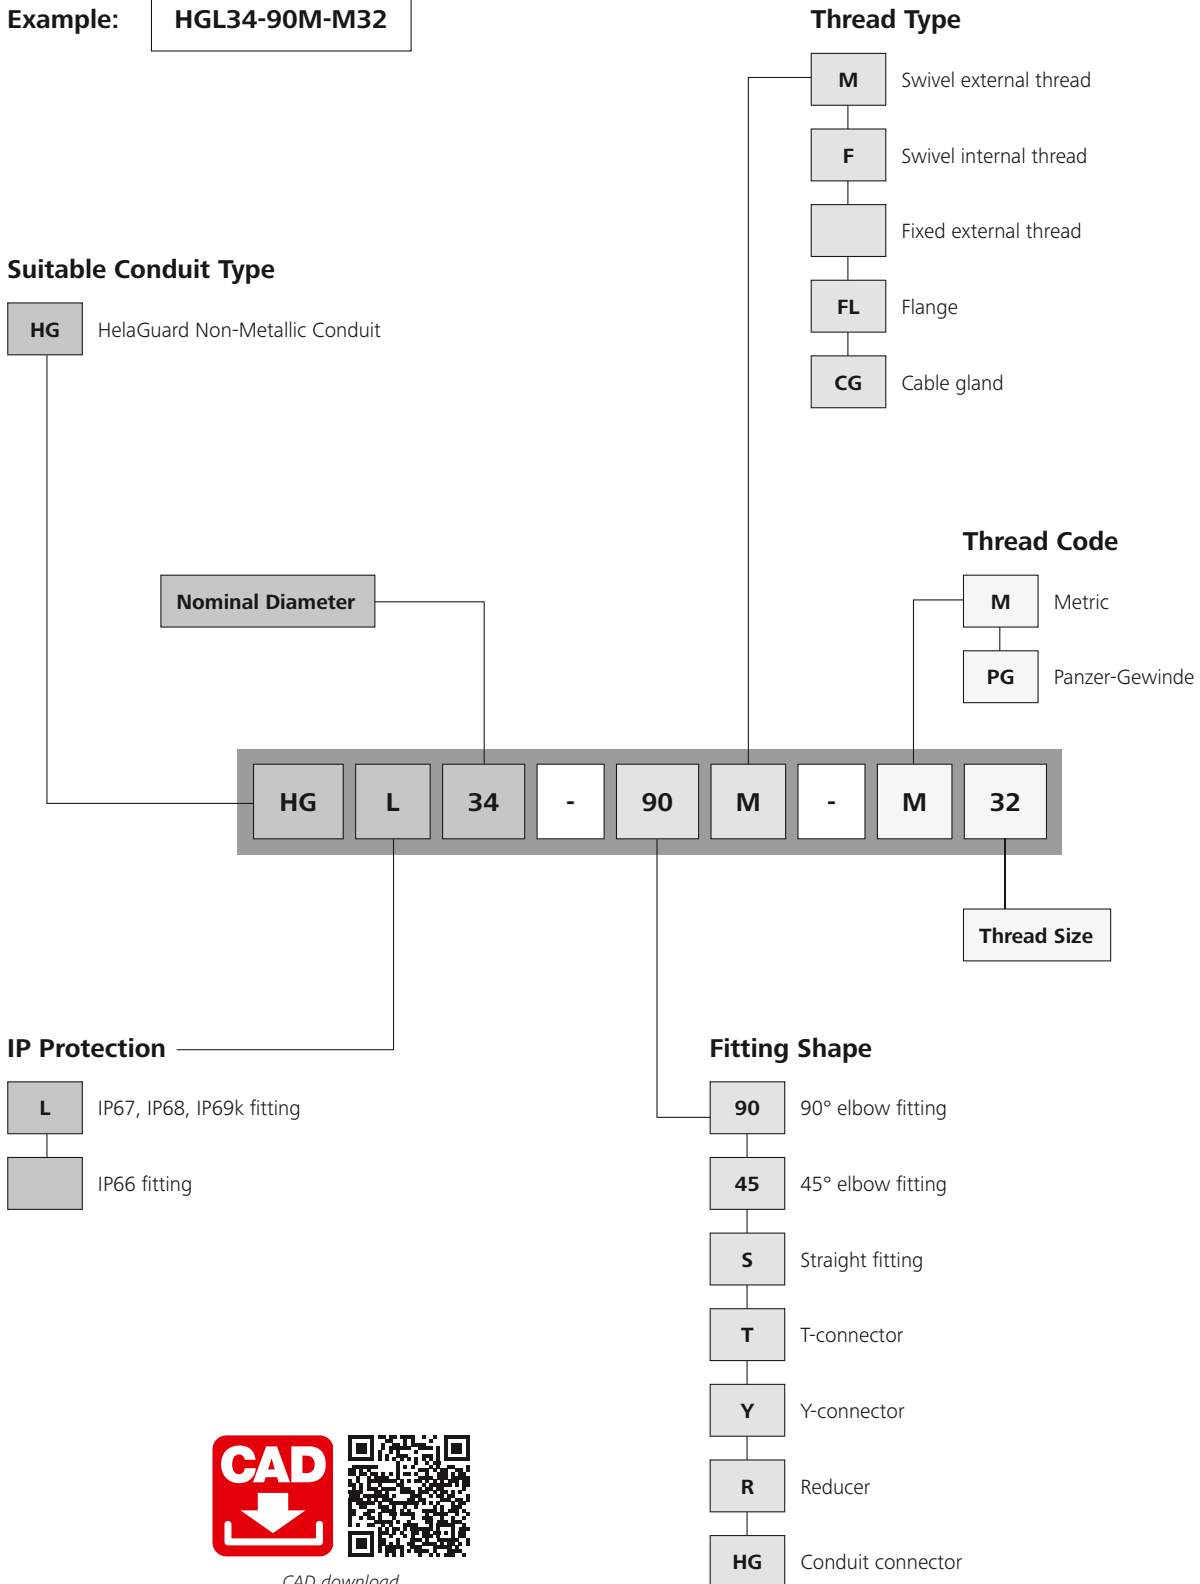 Example:
HGL34-90M-M32
Thread Type
M Swivel external thread
F Swivel internal thread
Fixed external thread
FL Flange
CG Cable gland
Suitable Conduit Type
HG HelaGuard Non-Metallic Conduit
Thread Code
M Metric
PG Panzer-Gewinde
Nominal Diameter
HG L 34 - 90 M - M 32
Thread Size
IP Protection
L IP67, IP68, IP69k fitting
IP66 fitting
Fitting Shape
90 90° elbow fitting
45 45° elbow fitting
S Straight fitting
T T-connector
Y Y-connector
R Reducer
HG Conduit connector
CAD
CAD download